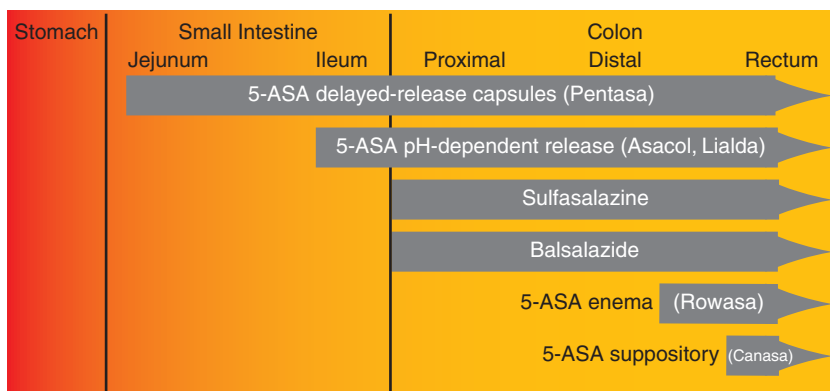 Stomach Small Intestine Colon
Jejunum Ileum Proximal Distal Rectum
5-ASA delayed-release capsules (Pentasa)
5-ASA pH-dependent release (Asacol, Lialda)
Sulfasalazine
Balsalazide
5-ASA enema (Rowasa)
5-ASA suppository (Canasa)